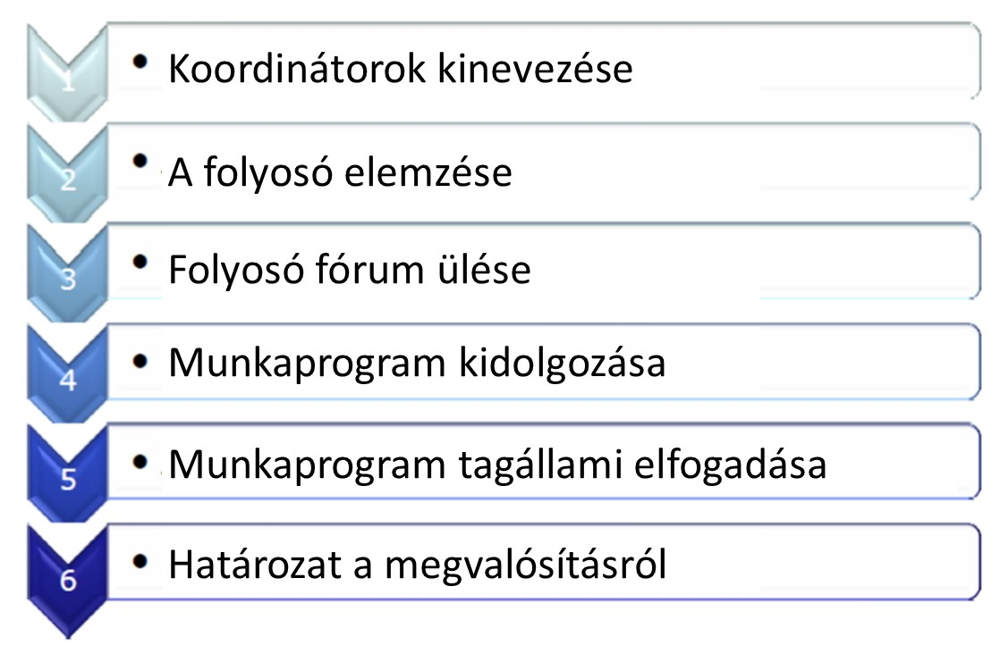 1 • Koordinátorok kinevezése
2 • A folyosó elemzése
3 • Folyosó fórum ülése
4 • Munkaprogram kidolgozása
5 • Munkaprogram tagállami elfogadása
6 • Határozat a megvalósításról